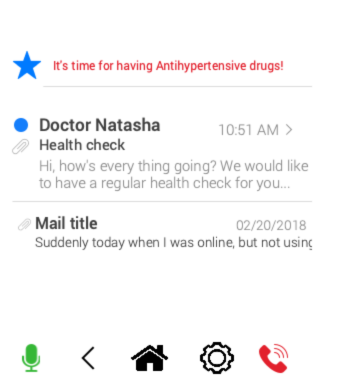 It's time for having Antihypertensive drugs!
Doctor Natasha
10:51 AM
Health check
Hi, how's every thing going? We would like
to have a regular health check for you...
Mail title
02/20/2018
Suddenly today when I was online, but not using